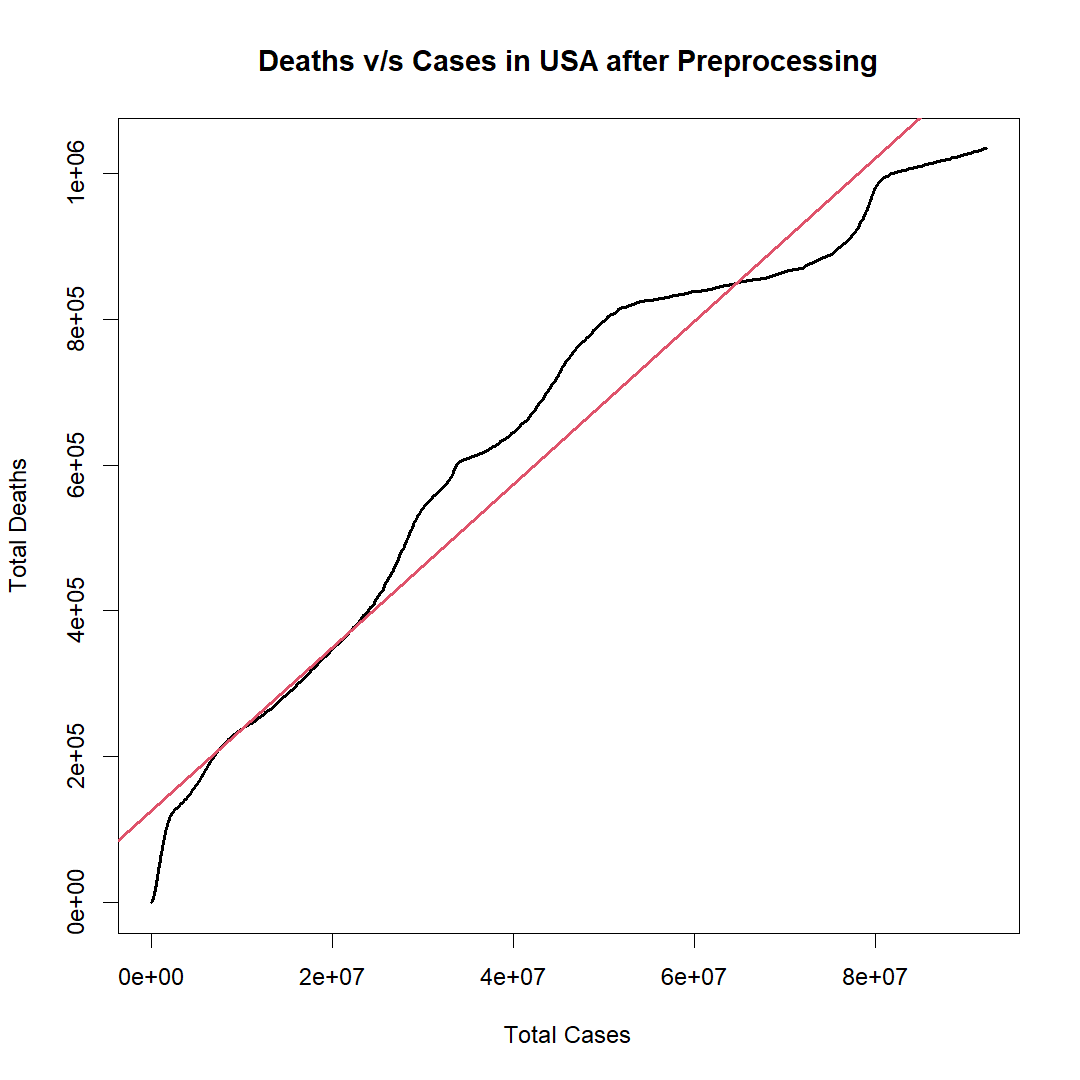 Deaths v/s Cases in USA after Preprocessing
Total Deaths
1e+06
8e+05
6e+05
4e+05
2e+05
0e+00
0e+00 2e+07 4e+07 6e+07 8e+07
Total Cases